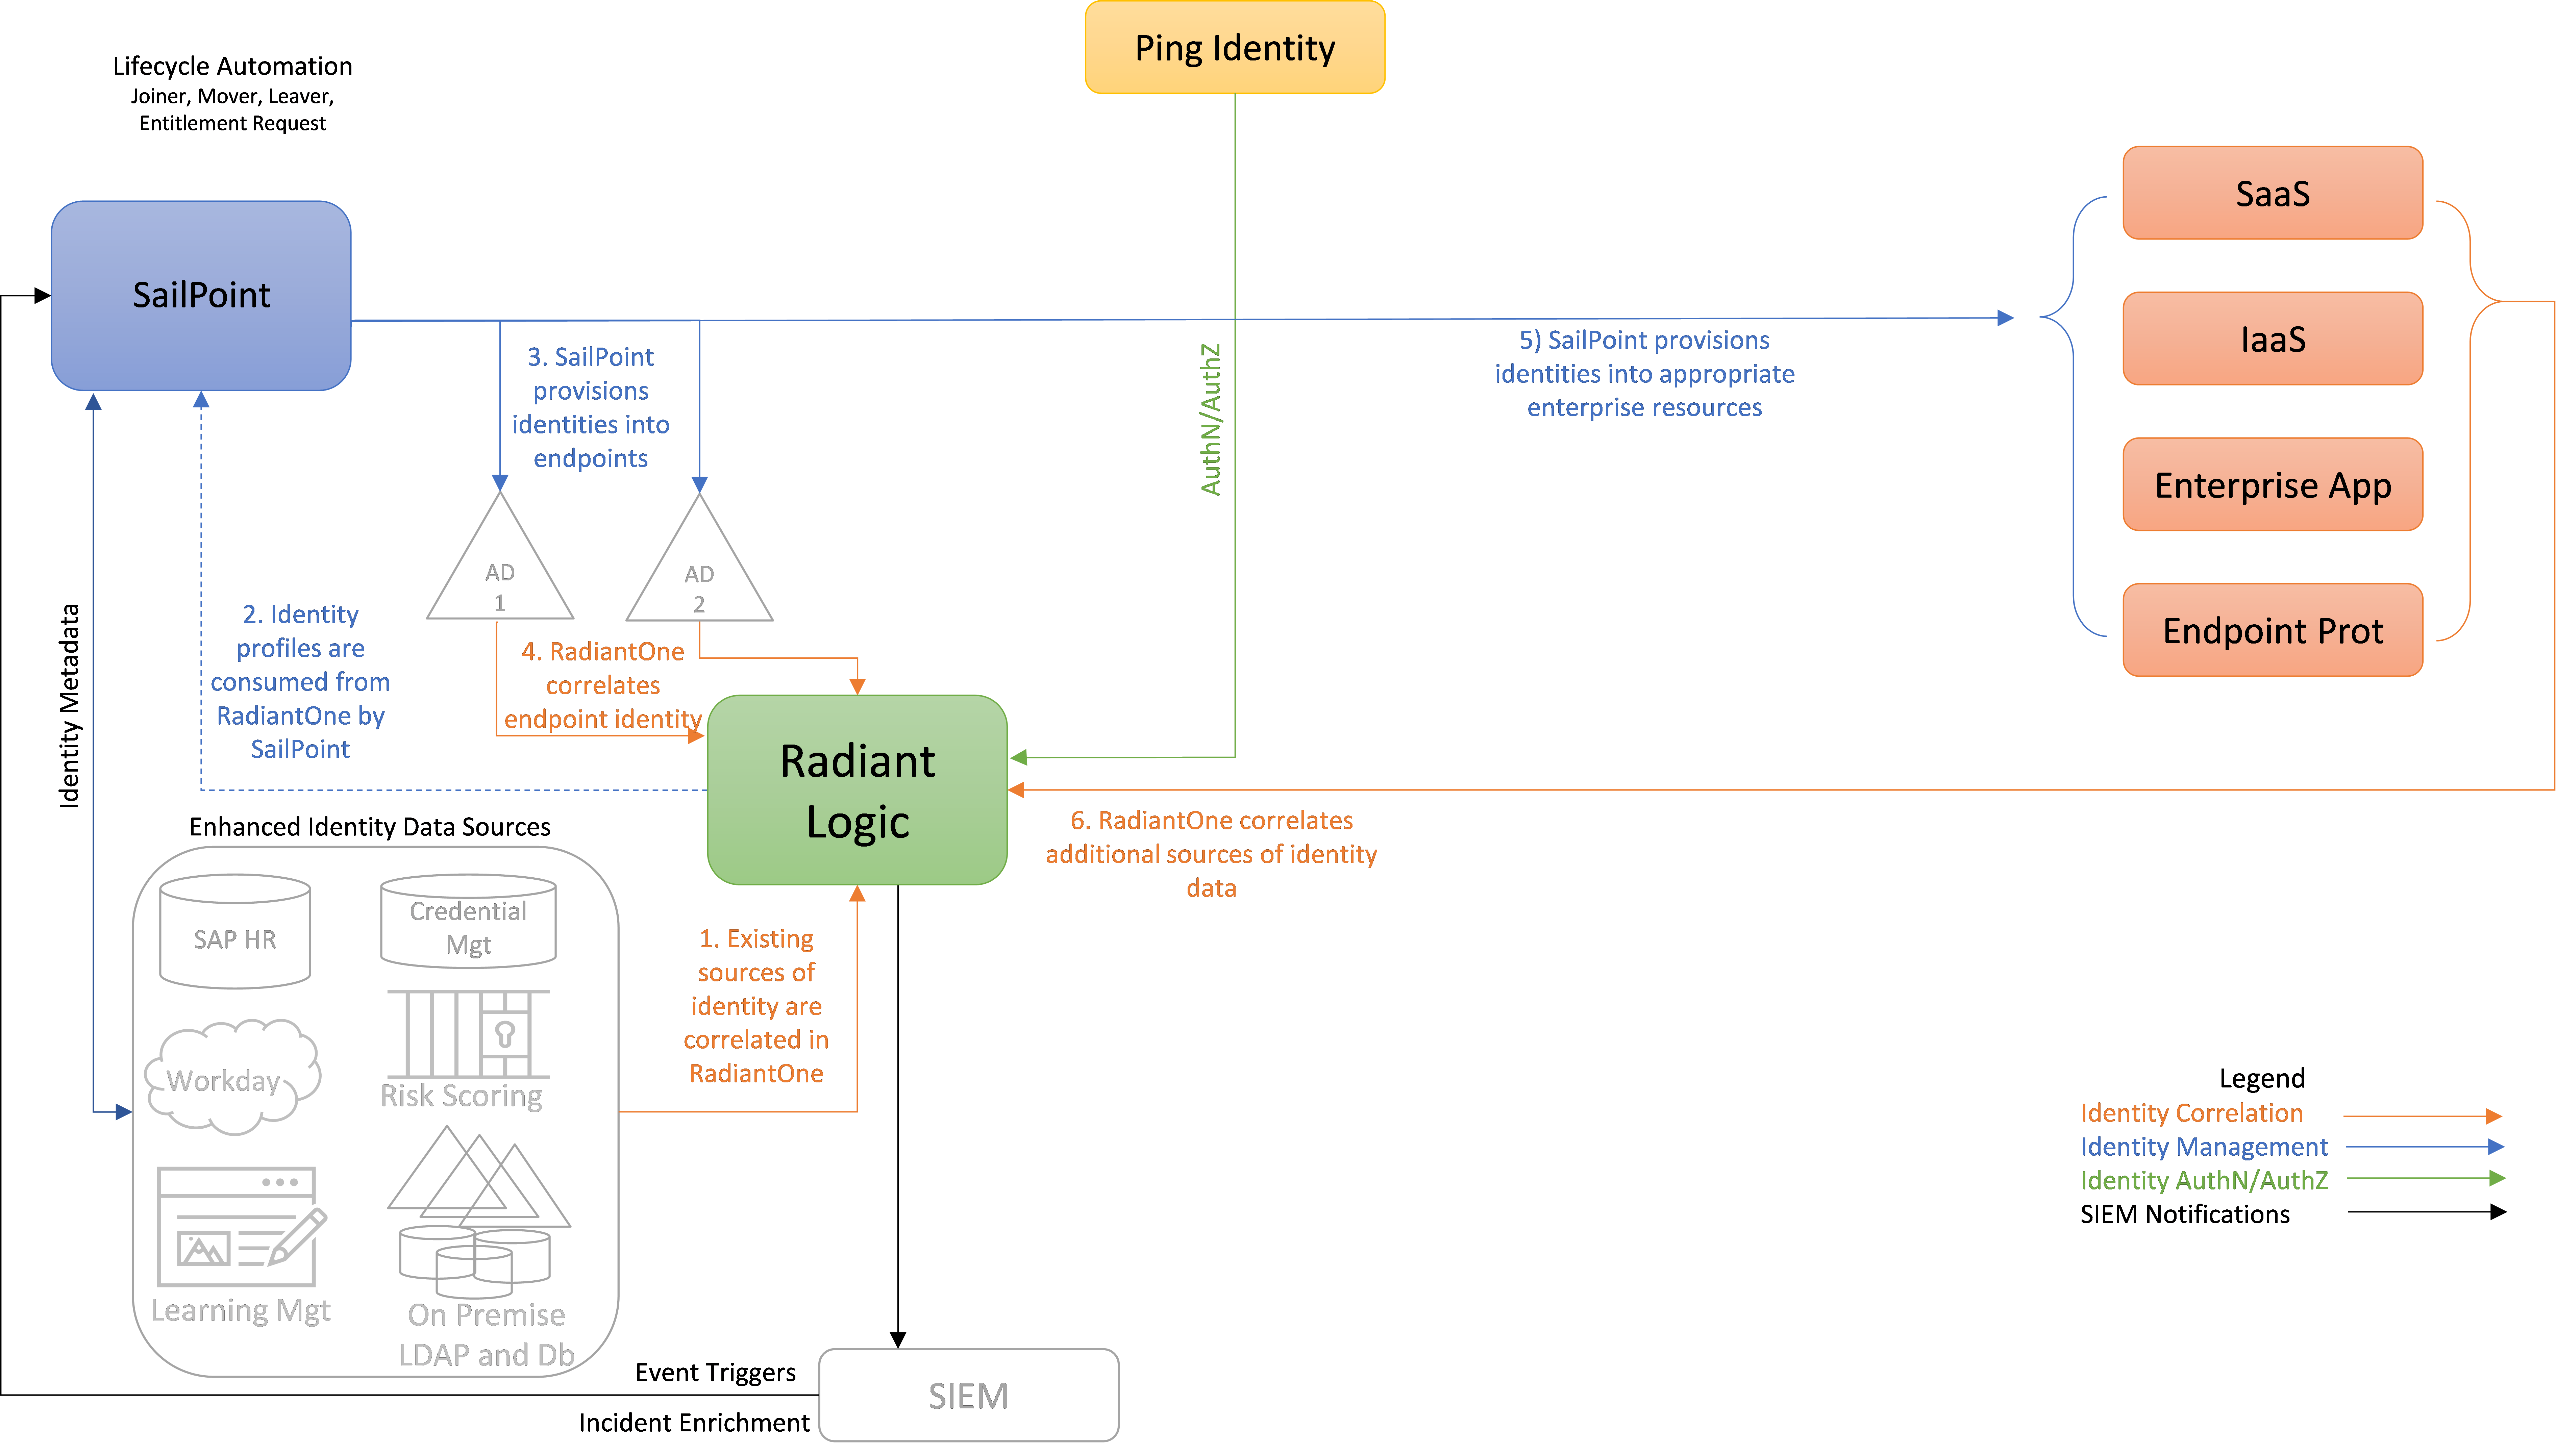 Ping Identity
Lifecycle Automation
Joiner, Mover, Leaver,
Entitlement Request
SailPoint
SaaS
IaaS
Enterprise App
Endpoint Prot
3. SailPoint
provisions
identities into
endpoints
AuthN/AuthZ
5) SailPoint provisions
identities into appropriate
enterprise resources
AD
1
AD
2
Identity Metadata
2. Identity
profiles are
consumed from
RadiantOne by
SailPoint
4. RadiantOne
correlates
endpoint identity
Radiant
Logic
6. RadiantOne correlates
additional sources of identity
data
Enhanced Identity Data Sources
SAP HR
Credential
Mgt
Workday
Risk Scoring
Learning Mgt
On Premise
LDAP and Db
1. Existing
sources of
identity are
correlated in
RadiantOne
Event Triggers
Incident Enrichment
SIEM
Legend
Identity Correlation
Identity Management
Identity AuthN/AuthZ
SIEM Notifications